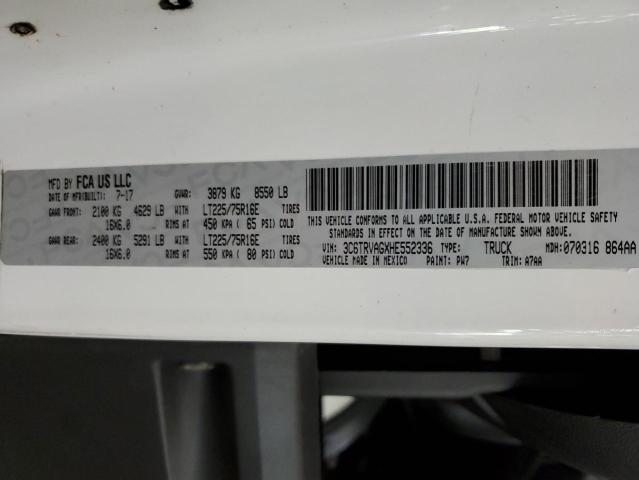 MFD BY FCA US LLC
DATE OF MFR(BUILT): 7-17 GVWR: 3879 KG 8550 LB
GAWR FRONT: 2100 KG 4629 LB WITH LT225/75R16E TIRES
16X6.0 RIMS AT 450 KPA ( 65 PSI) COLD
GAWR REAR: 2400 KG 5291 LB WITH LT225/75R16E TIRES
16X6.0 RIMS AT 550 KPA ( 80 PSI) COLD
THIS VEHICLE CONFORMS TO ALL APPLICABLE U.S.A. FEDERAL MOTOR VEHICLE SAFETY
STANDARDS IN EFFECT ON THE DATE OF MANUFACTURE SHOWN ABOVE.
VIN: 3C6TRVAGXHE552336 TYPE: TRUCK MDH:070316 864AA
VEHICLE MADE IN MEXICO PAINT: PW7 TRIM: A7AA